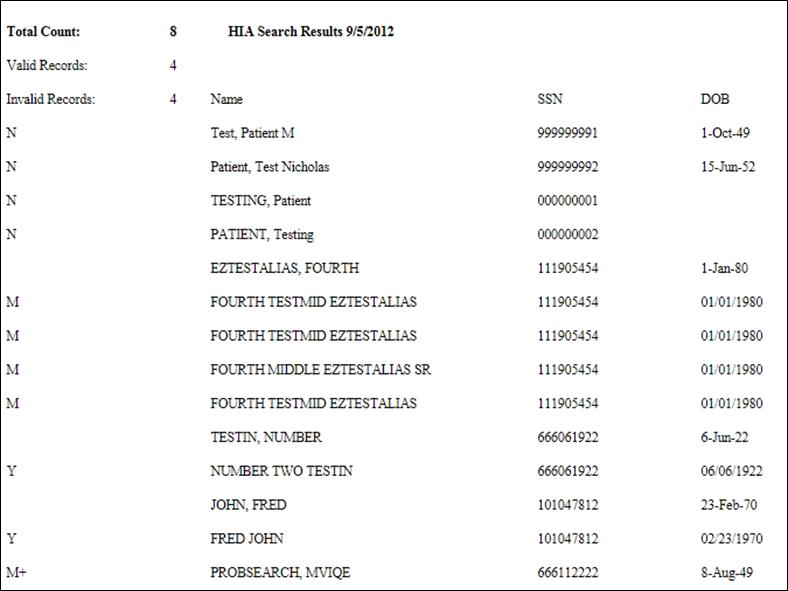 Total Count: 8 HIA Search Results 9/5/2012
Valid Records: 4
Invalid Records: 4 Name SSN DOB
N Test, Patient M 999999991 1-Oct-49
N Patient, Test Nicholas 999999992 15-Jun-52
N TESTING, Patient 000000001
N PATIENT, Testing 000000002
EZTESTALIAS, FOURTH 111905454 1-Jan-80
M FOURTH TESTMID EZTESTALIAS 111905454 01/01/1980
M FOURTH TESTMID EZTESTALIAS 111905454 01/01/1980
M FOURTH MIDDLE EZTESTALIAS SR 111905454 01/01/1980
M FOURTH TESTMID EZTESTALIAS 111905454 01/01/1980
TESTIN, NUMBER 666061922 6-Jun-22
Y NUMBER TWO TESTIN 666061922 06/06/1922
JOHN, FRED 101047812 23-Feb-70
Y FRED JOHN 101047812 02/23/1970
M+ PROBSEARCH, MVIQE 666112222 8-Aug-49